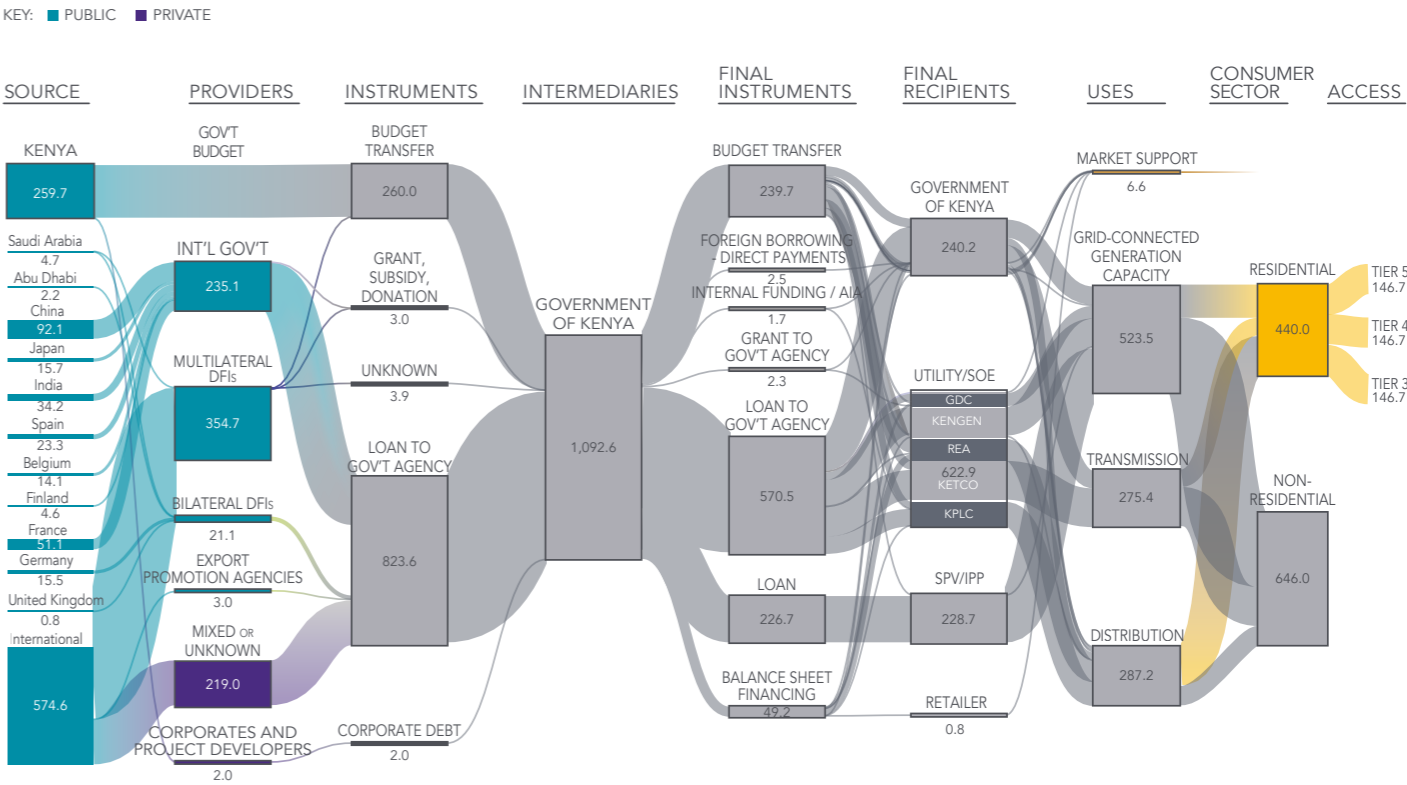 KEY: PUBLIC PRIVATE
SOURCE
PROVIDERS
INSTRUMENTS
INTERMEDIARIES
FINAL
INSTRUMENTS
FINAL
RECIPIENTS
USES
CONSUMER
SECTOR
ACCESS
KENYA
259.7
Saudi Arabia
4.7
Abu Dhabi
2.2
China
92.1
Japan
15.7
India
34.2
Spain
23.3
Belgium
14.1
Finland
4.6
France
51.1
Germany
15.5
United Kingdom
0.8
International
574.6
GOV'T
BUDGET
INT'L GOV'T
235.1
MULTILATERAL
DFIs
354.7
BILATERAL DFIs
21.1
EXPORT
PROMOTION AGENCIES
3.0
MIXED OR
UNKNOWN
219.0
CORPORATES AND
PROJECT DEVELOPERS
2.0
BUDGET
TRANSFER
260.0
GRANT,
SUBSIDY,
DONATION
3.0
UNKNOWN
3.9
LOAN TO
GOV'T AGENCY
823.6
CORPORATE DEBT
2.0
GOVERNMENT
OF KENYA
1,092.6
BUDGET TRANSFER
239.7
FOREIGN BORROWING
- DIRECT PAYMENTS
2.5
INTERNAL FUNDING / AIA
1.7
GRANT TO
GOV'T AGENCY
2.3
LOAN TO
GOV'T AGENCY
570.5
LOAN
226.7
BALANCE SHEET
FINANCING
49.2
GOVERNMENT
OF KENYA
240.2
UTILITY/SOE
GDC
KENGEN
REA
622.9
KETCO
KPLC
SPV/IPP
228.7
RETAILER
0.8
MARKET SUPPORT
6.6
GRID-CONNECTED
GENERATION
CAPACITY
523.5
TRANSMISSION
275.4
DISTRIBUTION
287.2
RESIDENTIAL
440.0
NON-
RESIDENTIAL
646.0
TIER 5
146.7
TIER 4
146.7
TIER 3
146.7